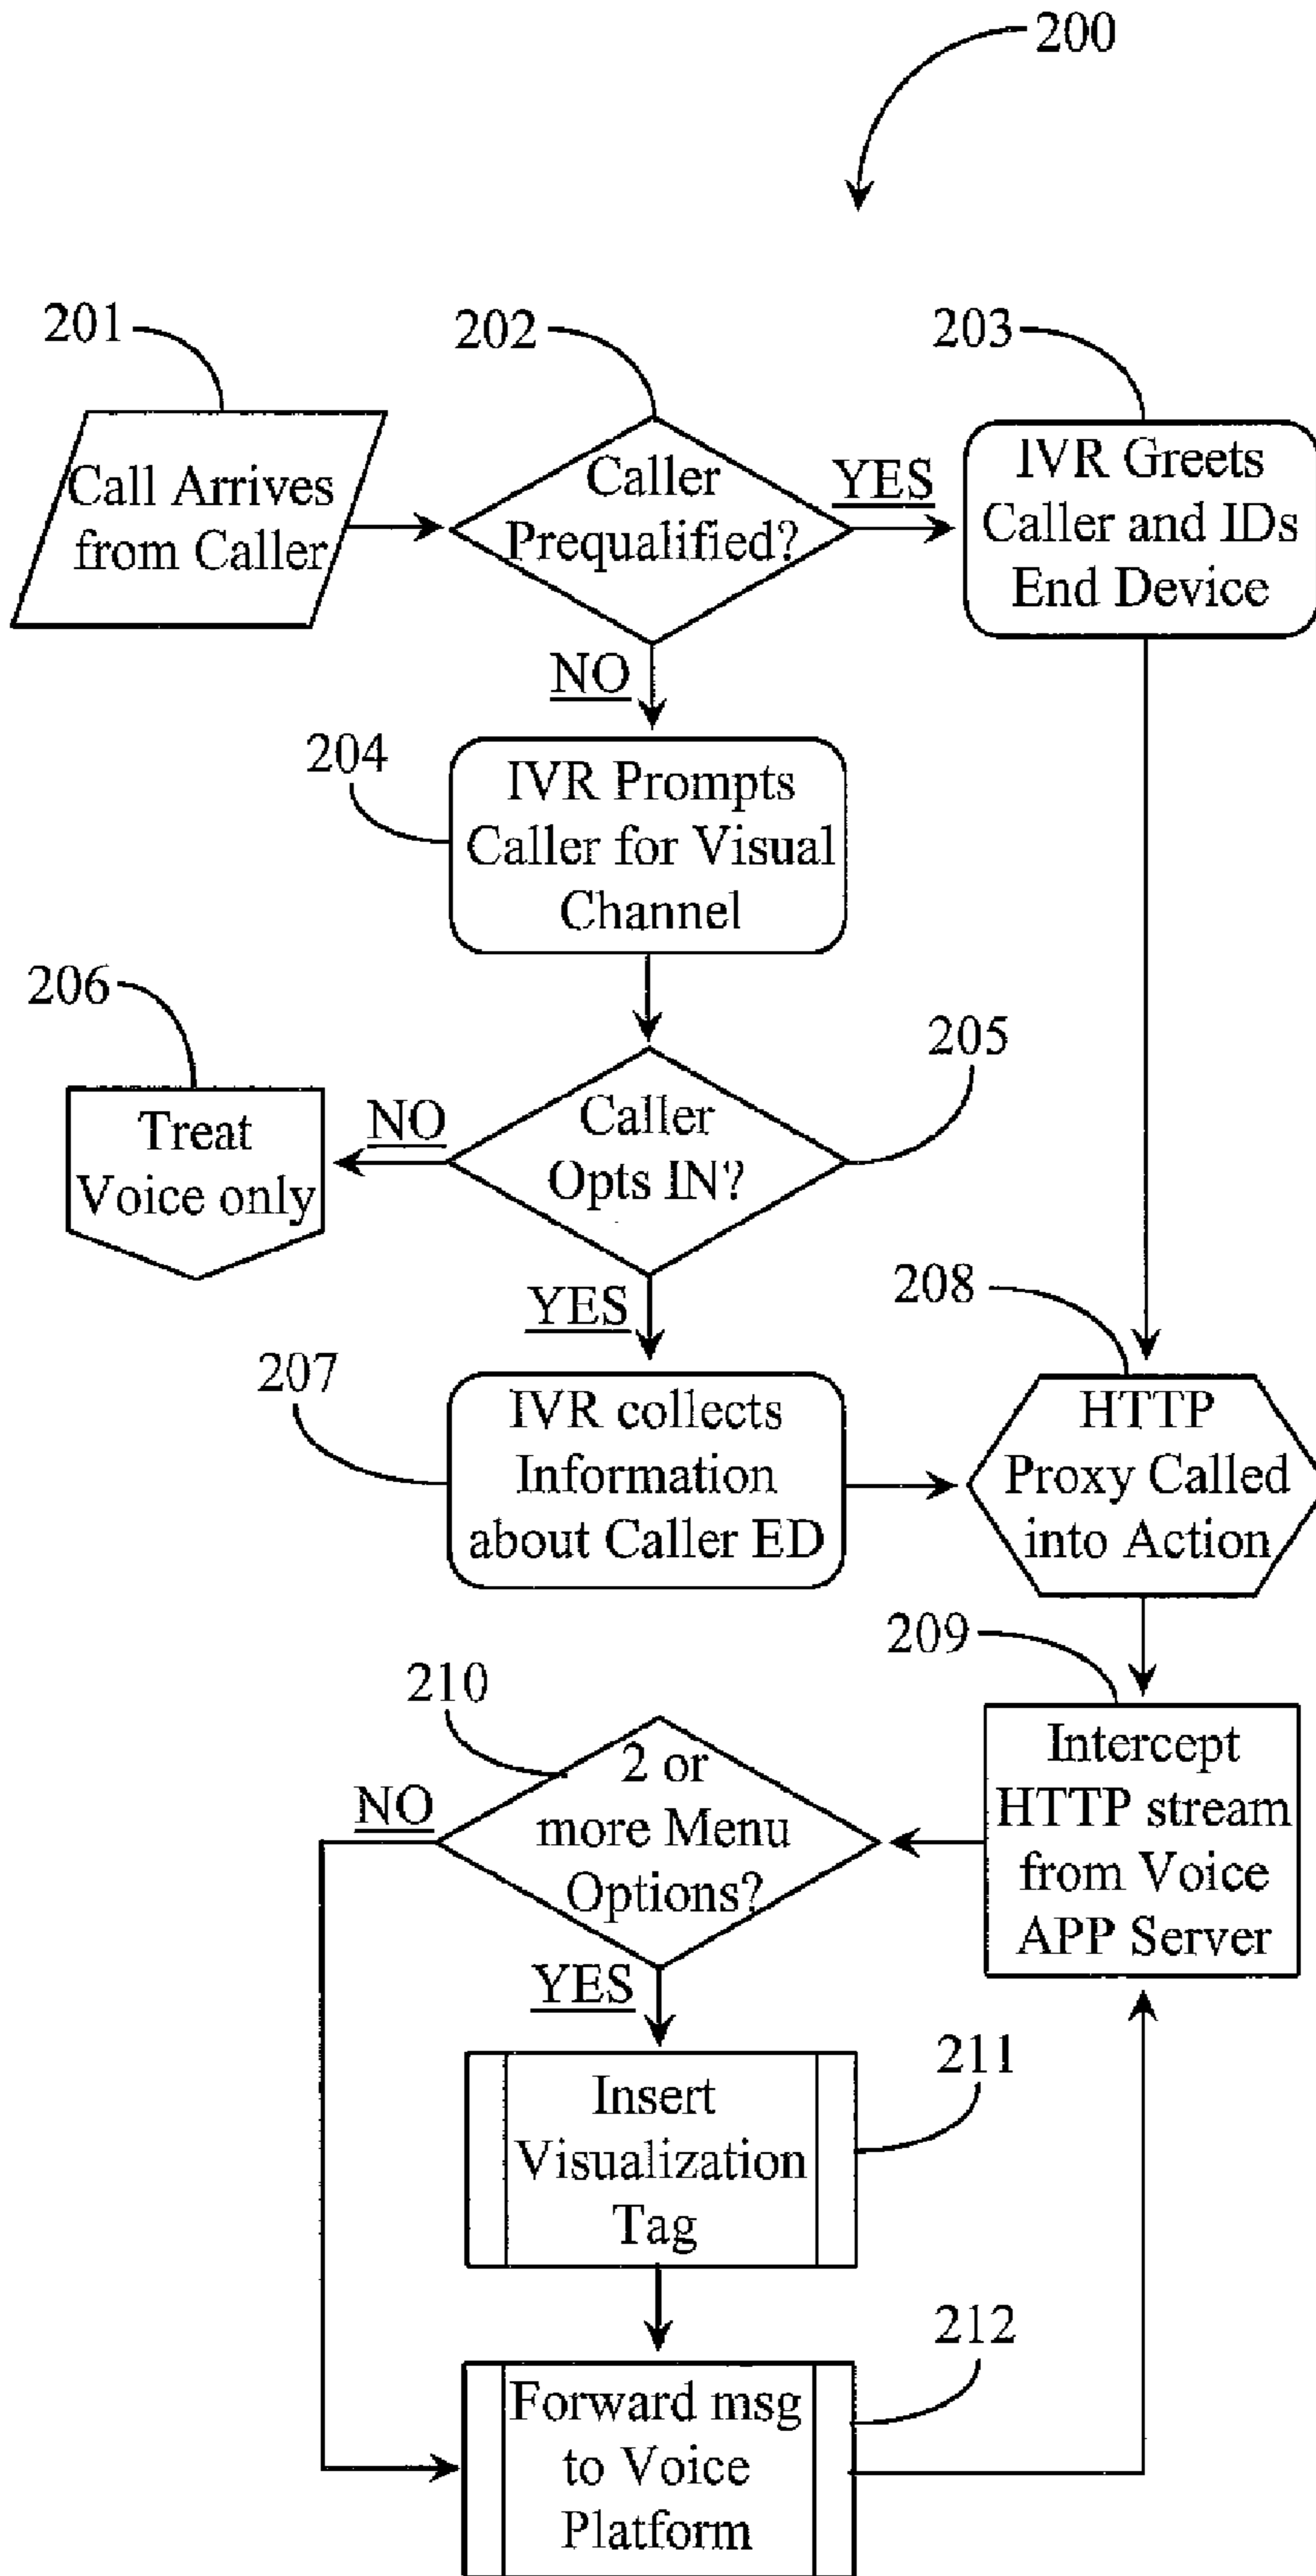 200
201
202
203
Call Arrives
from Caller
Caller
Prequalified?
YES
IVR Greets
Caller and IDs
End Device
NO
204
IVR Prompts
Caller for Visual
Channel
206
205
Treat
Voice only
NO
Caller
Opts IN?
YES
208
207
IVR collects
Information
about Caller ED
HTTP
Proxy Called
into Action
209
210
Intercept
HTTP stream
from Voice
APP Server
2 or
more Menu
Options?
NO
YES
211
Insert
Visualization
Tag
212
Forward msg
to Voice
Platform